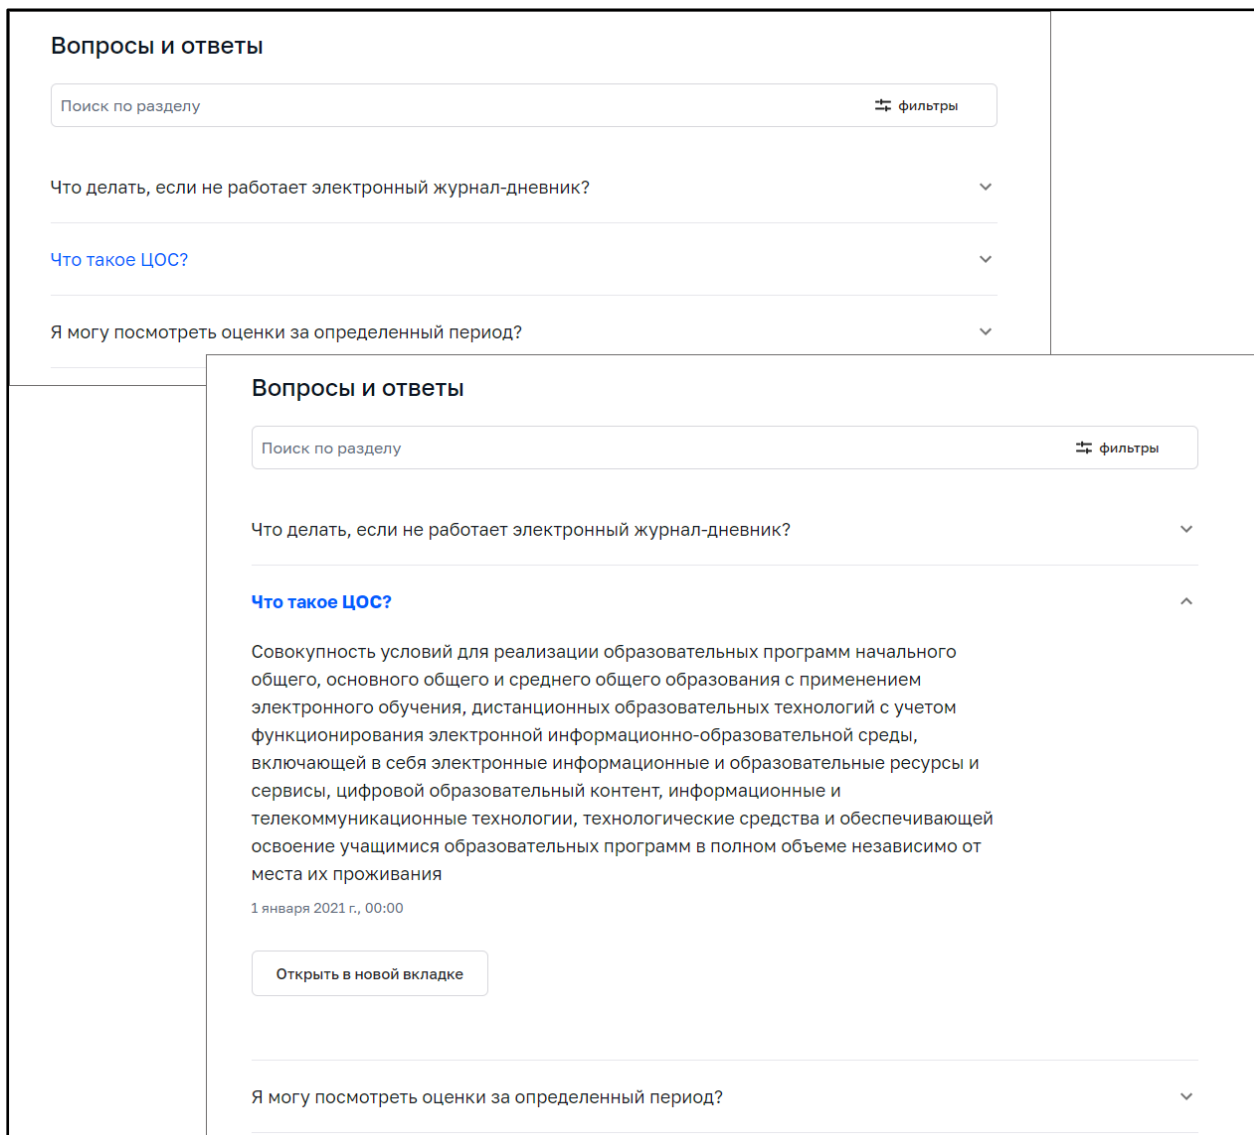 Вопросы и ответы
Поиск по разделу
фильтры
Что делать, если не работает электронный журнал-дневник?
Что такое ЦОС?
Я могу посмотреть оценки за определенный период?
Вопросы и ответы
Поиск по разделу
фильтры
Что делать, если не работает электронный журнал-дневник?
Что такое ЦОС?
Совокупность условий для реализации образовательных программ начального
общего, основного общего и среднего общего образования с применением
электронного обучения, дистанционных образовательных технологий с учетом
функционирования электронной информационно-образовательной среды,
включающей в себя электронные информационные и образовательные ресурсы и
сервисы, цифровой образовательный контент, информационные и
телекоммуникационные технологии, технологические средства и обеспечивающей
освоение учащимися образовательных программ в полном объеме независимо от
места их проживания
1 января 2021 г., 00:00
Открыть в новой вкладке
Я могу посмотреть оценки за определенный период?